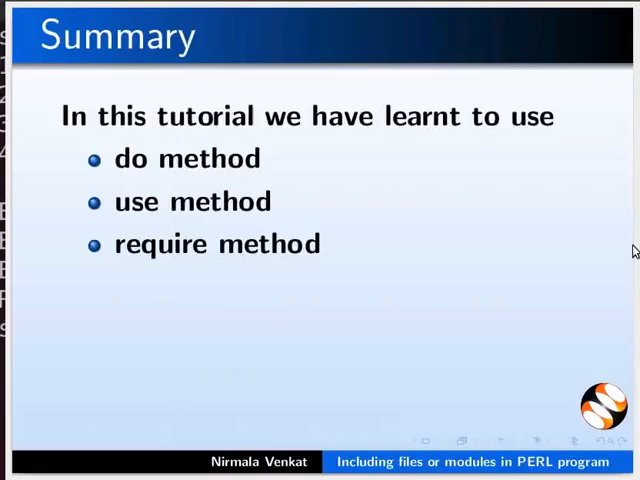 Summary
In this tutorial we have learnt to use
do method
use method
require method
Nirmala Venkat Including files or modules in PERL program